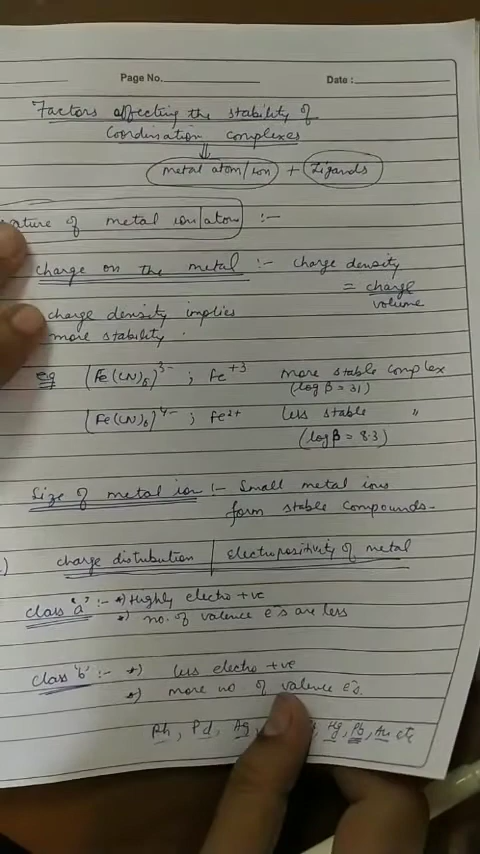 Page No.
Date :
Factors affecting the stability of
Coordination complexes
⇓
metal atom/ion + Ligands
nature of metal ion/atom :-
charge on the metal :- charge density
= charge
volume
charge density implies
more stability.
eg (Fe(CN)6)3- ; Fe+3 more stable complex
(log β = 31)
(Fe(CN)6)4- ; Fe2+ less stable "
(log β = 8.3)
Size of metal ion :- Small metal ions
form stable compounds.
) charge distribution | Electropositivity of metal
class 'a' :- *) Highly electro +ve
*) no. of valence e-s are less
class 'b' :- *) less electro +ve
*) more no of valence e-s.
Rh, Pd, Ag, Hg, Pb, Au etc